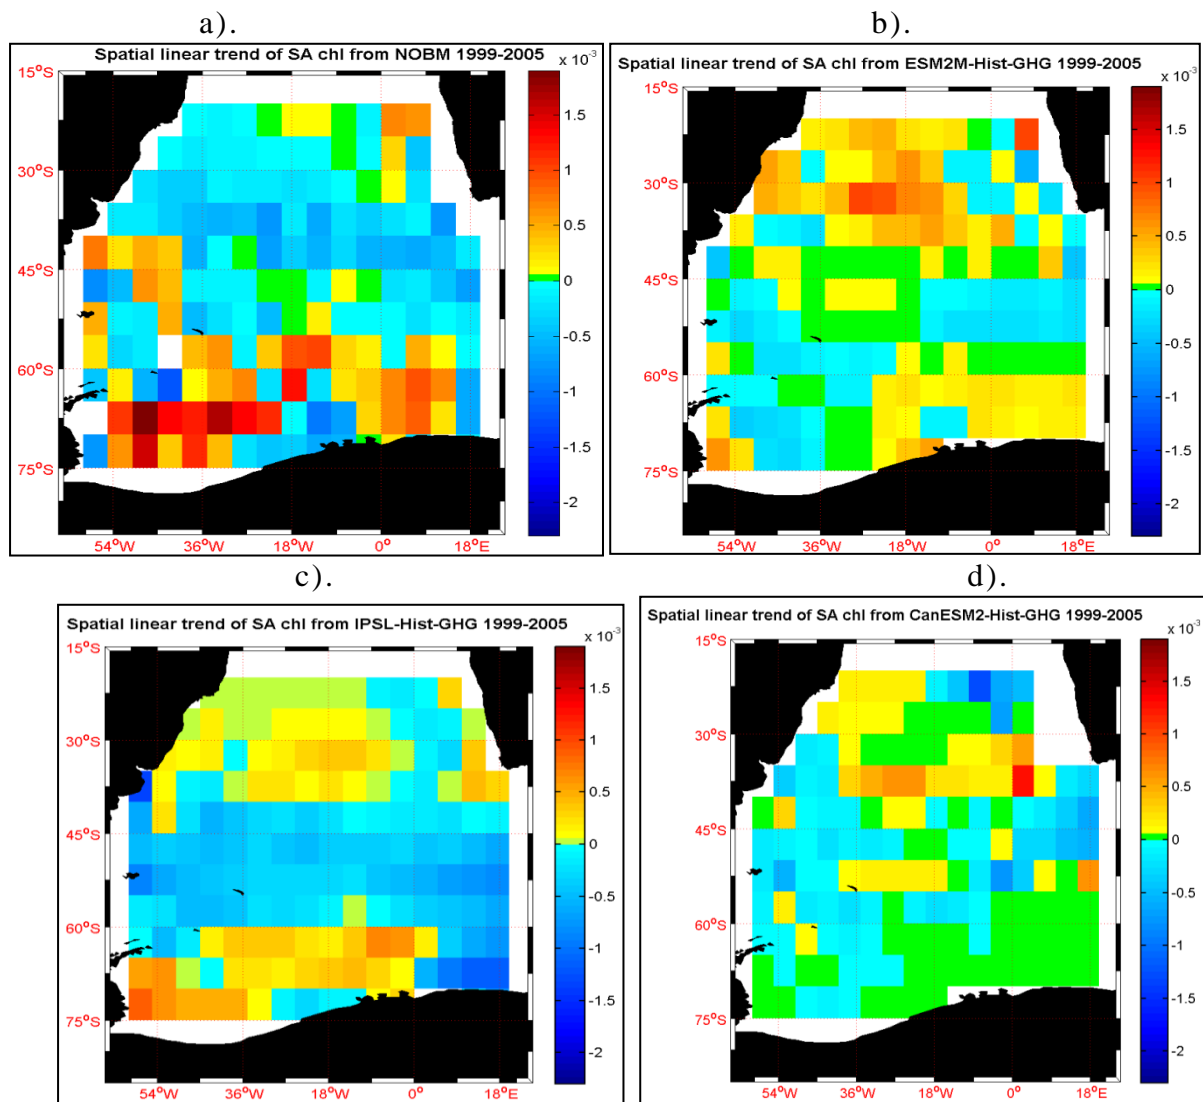 a).
b).
Spatial linear trend of SA chl from NOBM 1999-2005
x 10-3
15°S
30°S
45°S
60°S
75°S
54°W 36°W 18°W 0° 18°E
1.5
1
0.5
0
-0.5
-1
-1.5
-2
Spatial linear trend of SA chl from ESM2M-Hist-GHG 1999-2005
x 10-3
15°S
30°S
45°S
60°S
75°S
54°W 36°W 18°W 0° 18°E
1.5
1
0.5
0
-0.5
-1
-1.5
-2
c).
d).
Spatial linear trend of SA chl from IPSL-Hist-GHG 1999-2005
x 10-3
15°S
30°S
45°S
60°S
75°S
54°W 36°W 18°W 0° 18°E
1.5
1
0.5
0
-0.5
-1
-1.5
-2
Spatial linear trend of SA chl from CanESM2-Hist-GHG 1999-2005
x 10-3
15°S
30°S
45°S
60°S
75°S
54°W 36°W 18°W 0° 18°E
1.5
1
0.5
0
-0.5
-1
-1.5
-2